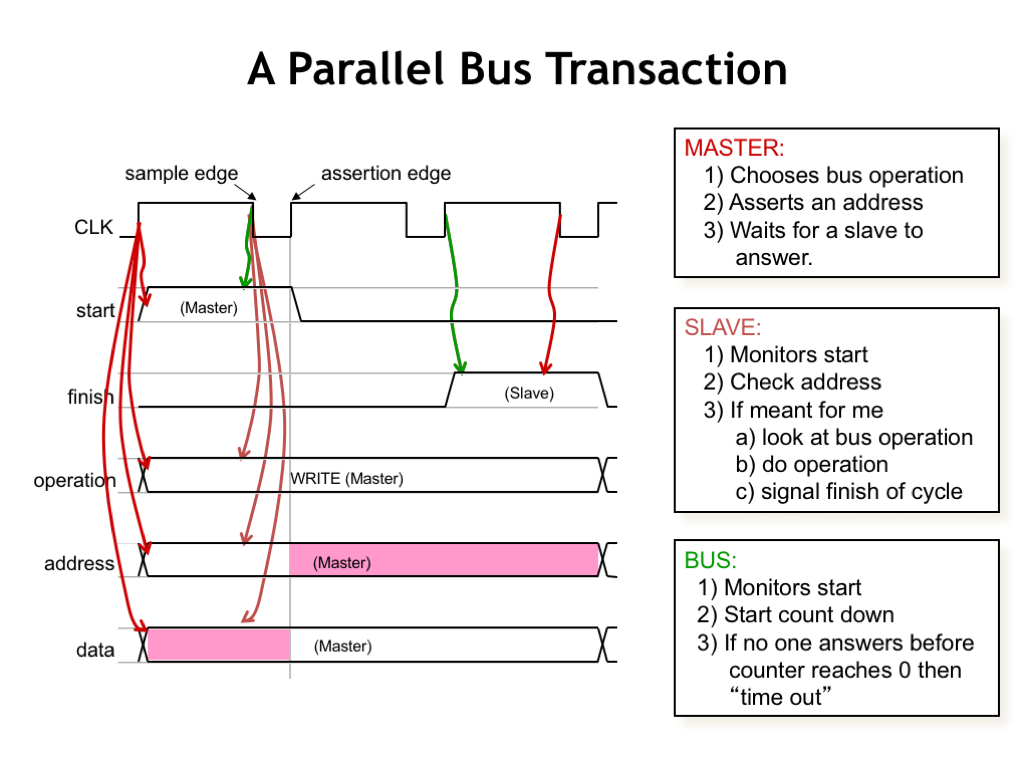 A Parallel Bus Transaction
sample edge
assertion edge
CLK
start
(Master)
finish
(Slave)
operation
WRITE (Master)
address
(Master)
data
(Master)
MASTER:
1) Chooses bus operation
2) Asserts an address
3) Waits for a slave to
answer.
SLAVE:
1) Monitors start
2) Check address
3) If meant for me
a) look at bus operation
b) do operation
c) signal finish of cycle
BUS:
1) Monitors start
2) Start count down
3) If no one answers before
counter reaches 0 then
“time out”